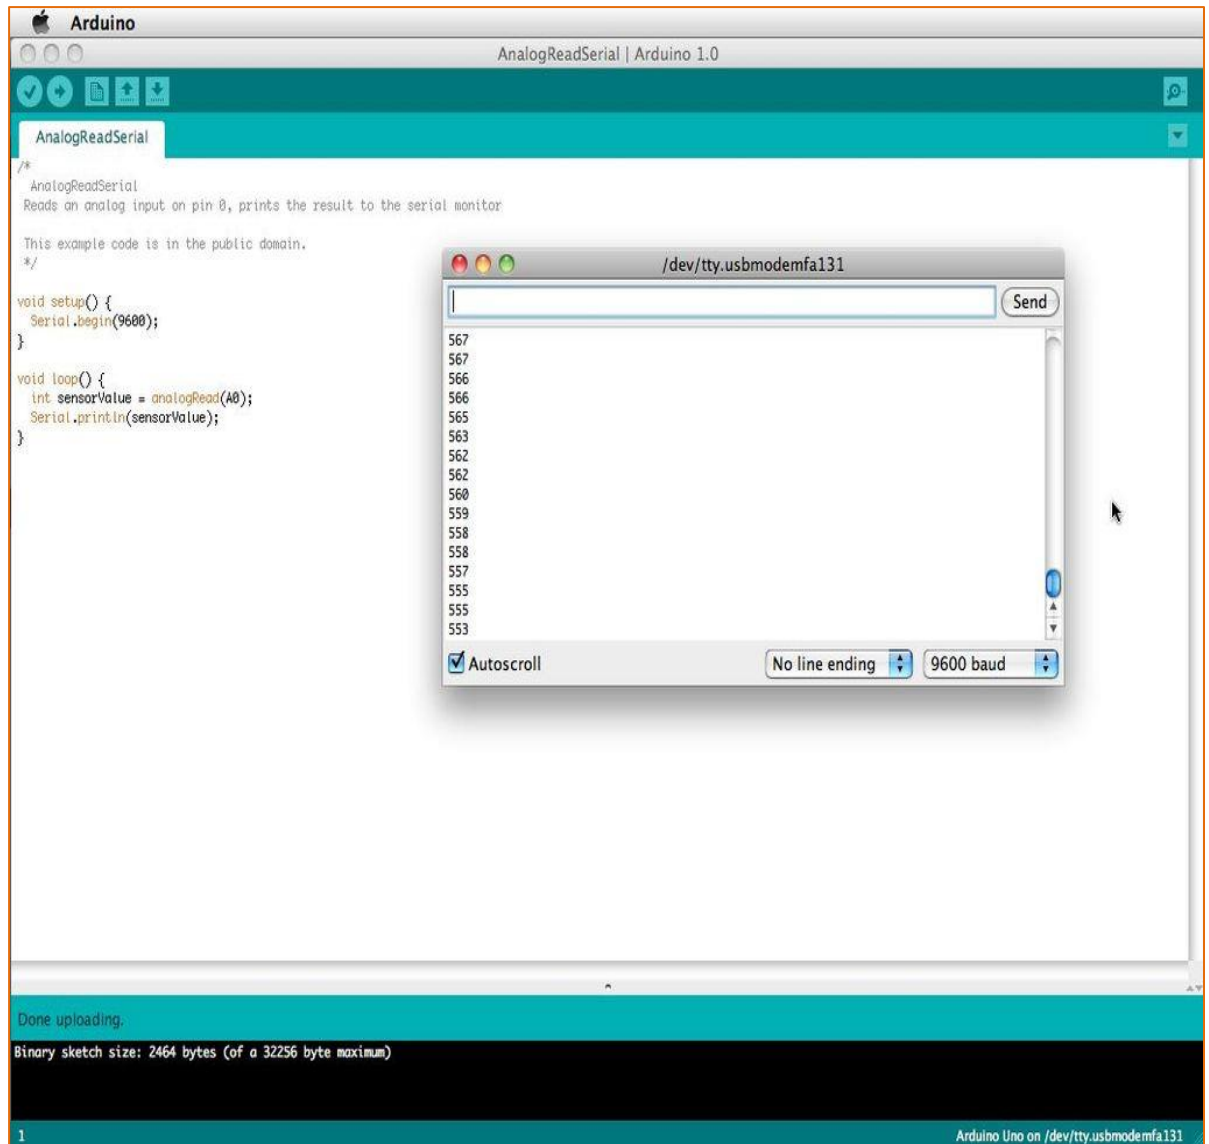 Arduino
AnalogReadSerial | Arduino 1.0
AnalogReadSerial
/*
AnalogReadSerial
Reads an analog input on pin 0, prints the result to the serial monitor
This example code is in the public domain.
*/
void setup() {
Serial.begin(9600);
}
void loop() {
int sensorValue = analogRead(A0);
Serial.println(sensorValue);
}
/dev/tty.usbmodemfa131
Send
567
567
566
566
565
563
562
562
560
559
558
558
557
555
555
553
Autoscroll
No line ending
9600 baud
Done uploading.
Binary sketch size: 2464 bytes (of a 32256 byte maximum)
1
Arduino Uno on /dev/tty.usbmodemfa131